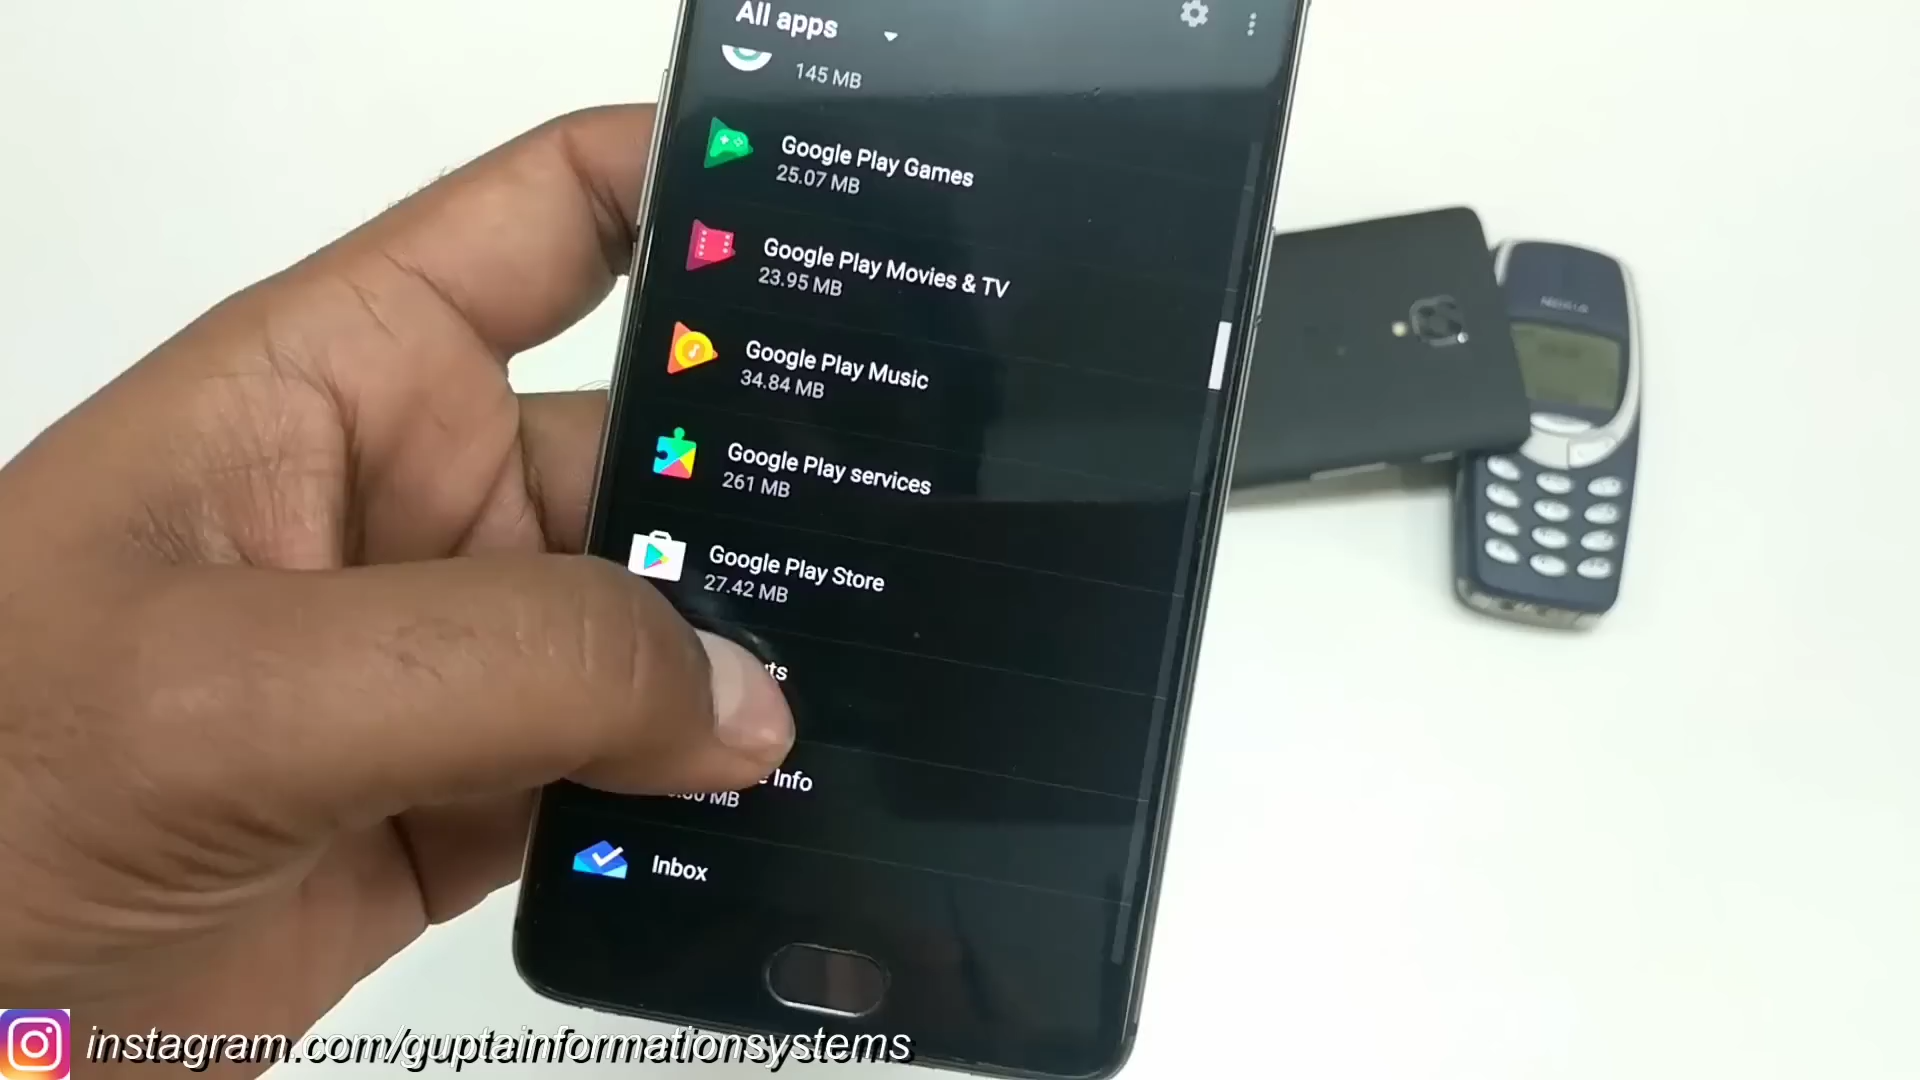 All apps
145 MB
Google Play Games
25.07 MB
Google Play Movies & TV
23.95 MB
Google Play Music
34.84 MB
Google Play services
261 MB
Google Play Store
27.42 MB
Info
MB
Inbox
NOKIA
instagram.com/guptainformationsystems